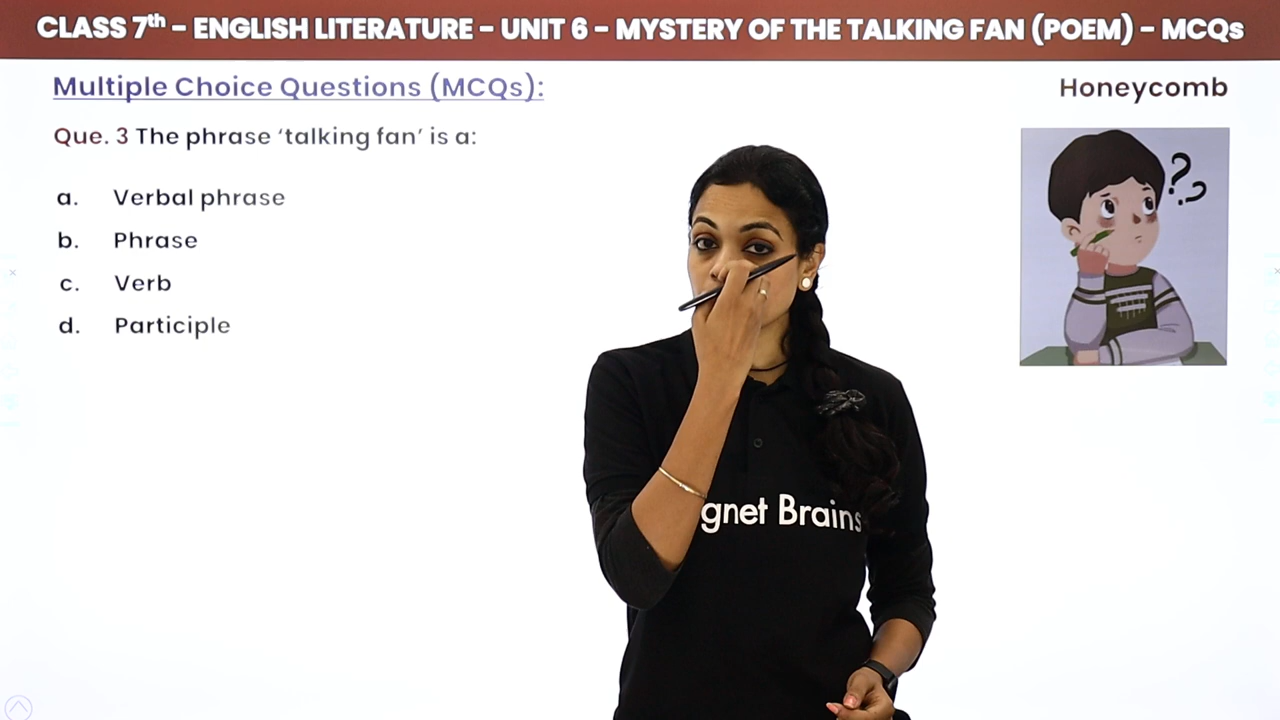 CLASS 7th - ENGLISH LITERATURE - UNIT 6 - MYSTERY OF THE TALKING FAN (POEM) - MCQs
Multiple Choice Questions (MCQs):
Honeycomb
Que. 3 The phrase ‘talking fan’ is a:
a. Verbal phrase
b. Phrase
c. Verb
d. Participle
gnet Brains